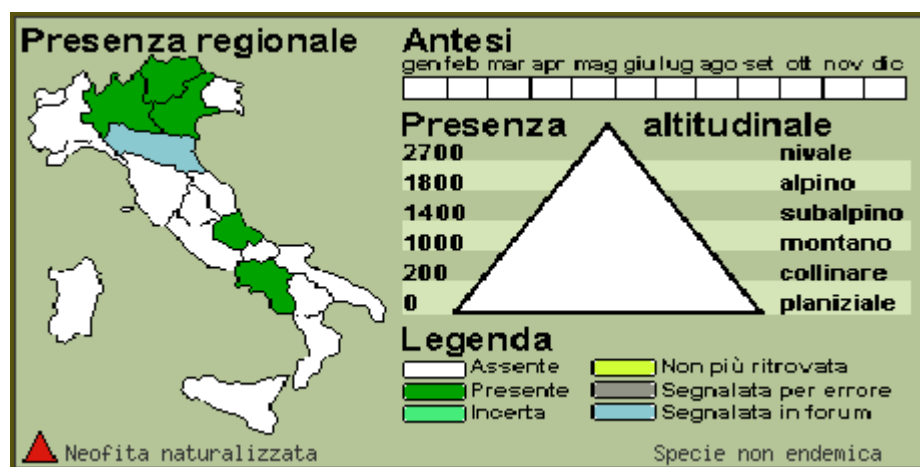 Presenza regionale
Antesi
gen feb mar apr mag giu lug ago set ott nov dic
Presenza altitudinale
2700 nivale
1800 alpino
1400 subalpino
1000 montano
200 collinare
0 planiziale
Legenda
Assente Non più ritrovata
Presente Segnalata per errore
Incerta Segnalata in forum
Neofita naturalizzata Specie non endemica